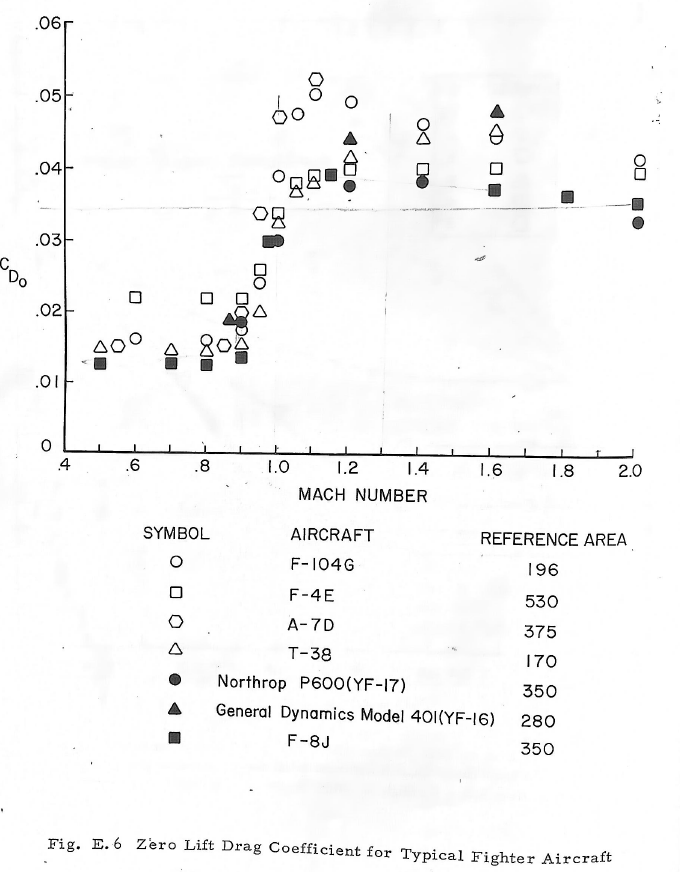 .06
.05
.04
.03
.02
.01
0
C_D₀
.4 .6 .8 1.0 1.2 1.4 1.6 1.8 2.0
MACH NUMBER
SYMBOL AIRCRAFT REFERENCE AREA
F-104G 196
F-4E 530
A-7D 375
T-38 170
Northrop P600(YF-17) 350
General Dynamics Model 401(YF-16) 280
F-8J 350
Fig. E.6 Zero Lift Drag Coefficient for Typical Fighter Aircraft